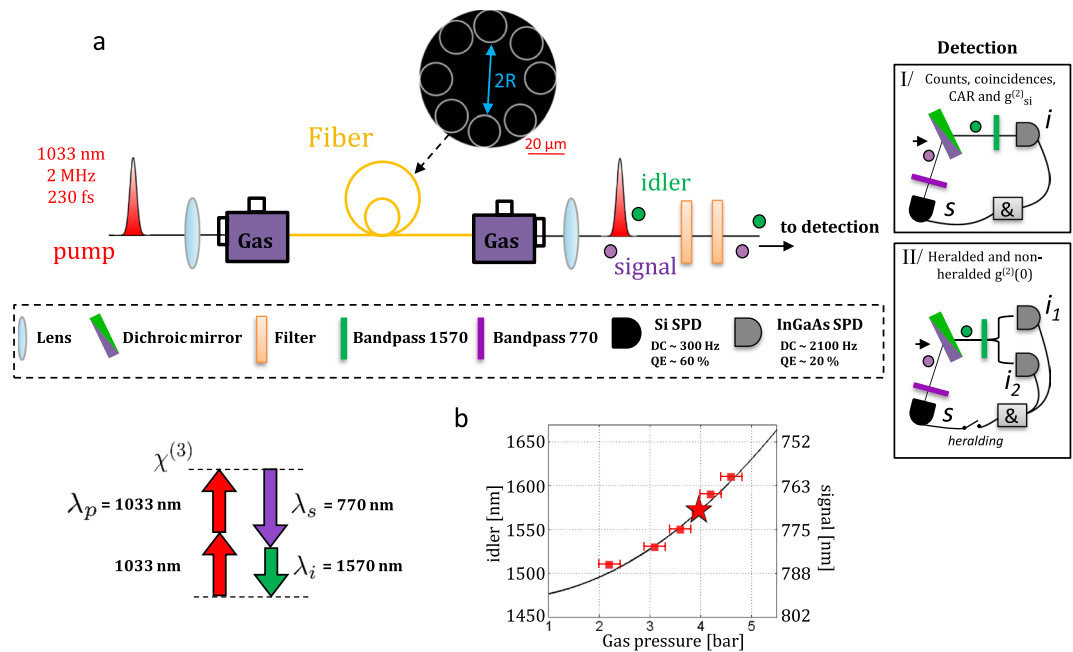 a
1033 nm
2 MHz
230 fs
pump
Gas
Fiber
2R
20 μm
Gas
idler
signal
to detection
Detection
I/ Counts, coincidences,
CAR and g⁽²⁾si
i
s
&
II/ Heralded and non-
heralded g⁽²⁾(0)
i1
i2
s
&
heralding
Lens
Dichroic mirror
Filter
Bandpass 1570
Bandpass 770
Si SPD
DC ~ 300 Hz
QE ~ 60 %
InGaAs SPD
DC ~ 2100 Hz
QE ~ 20 %
χ⁽³⁾
λp = 1033 nm
λs = 770 nm
1033 nm
λi = 1570 nm
b
idler [nm]
1650
1600
1550
1500
1450
752
763
775
788
802
signal [nm]
1 2 3 4 5
Gas pressure [bar]